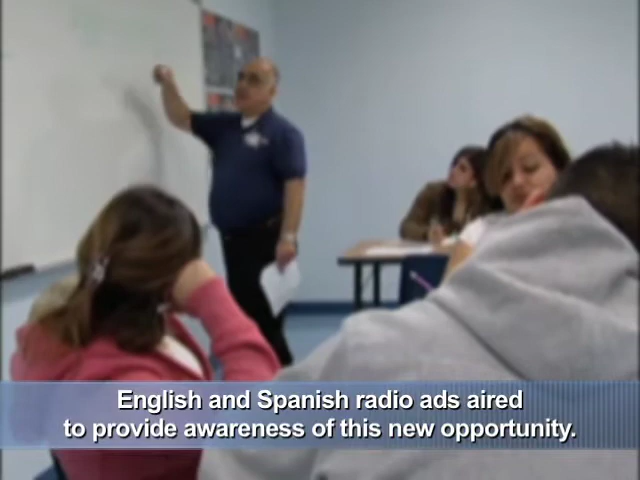 English and Spanish radio ads aired
to provide awareness of this new opportunity.